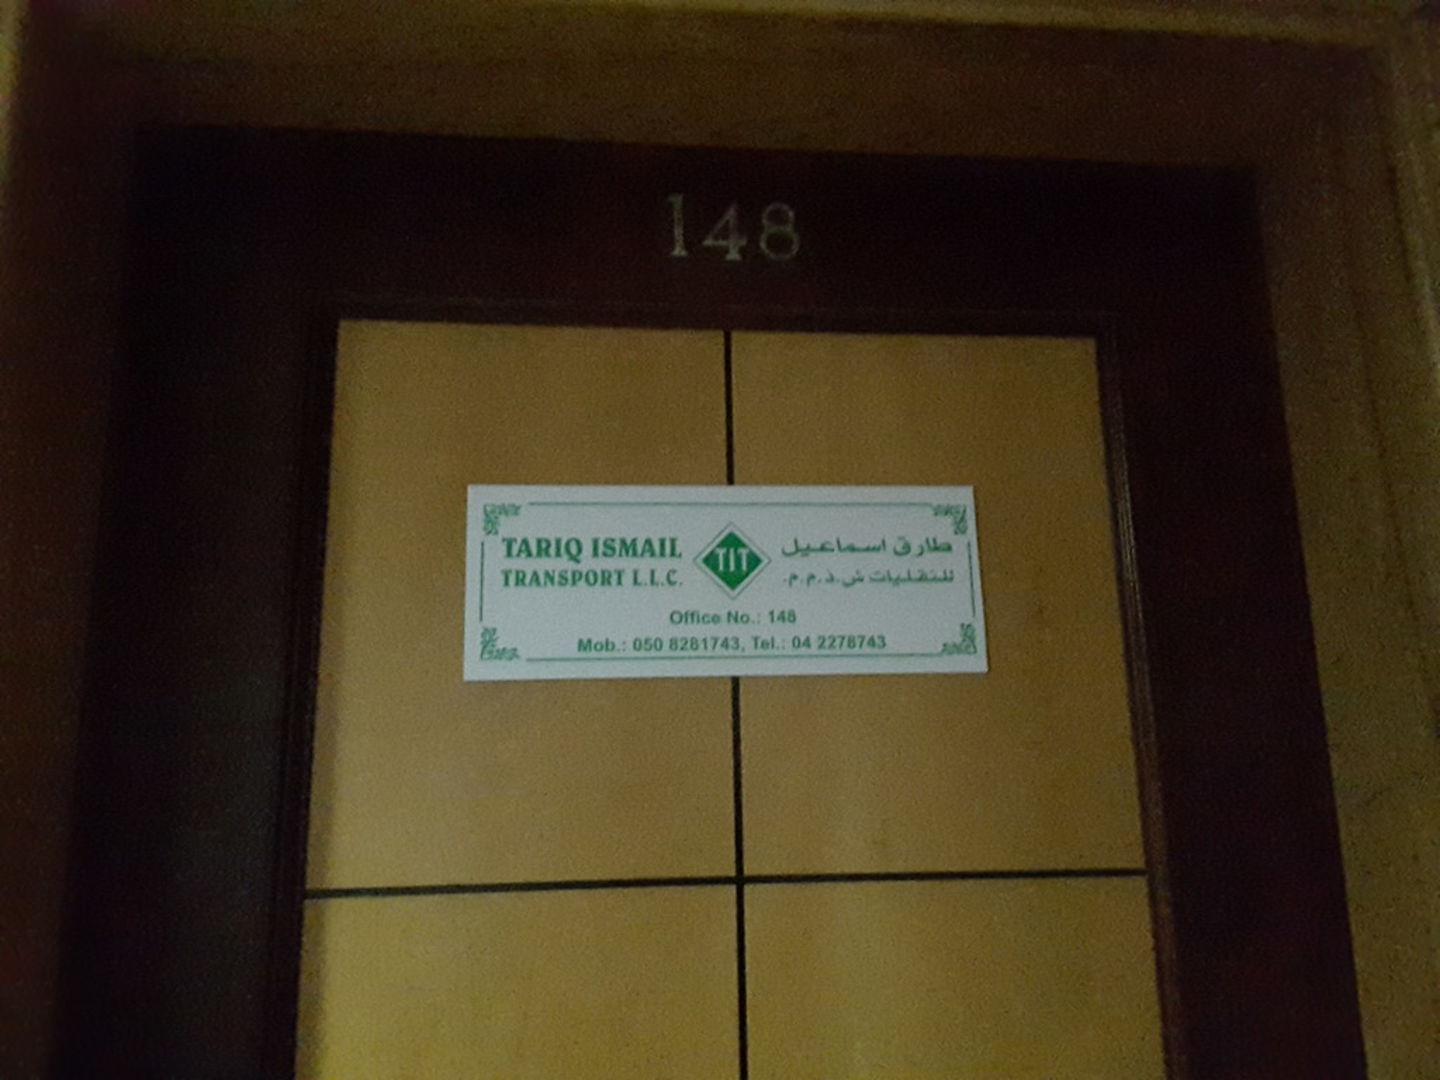 148
TARIQ ISMAIL
TRANSPORT L.L.C.
TIT
طارق اسماعيل
للنقليات ش.ذ.م.م.
Office No.: 148
Mob.: 050 8281743, Tel.: 04 2278743